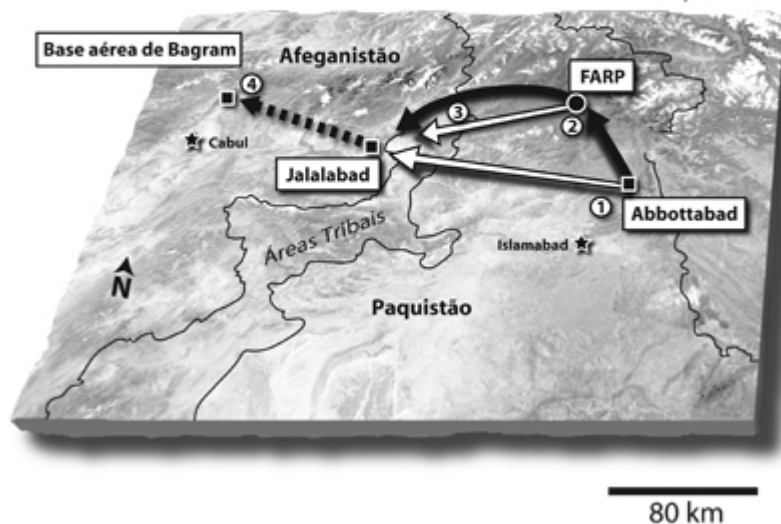 Base aérea de Bagram
Afeganistão
FARP
4
3
2
Cabul
Jalalabad
1
Abbottabad
Áreas Tribais
Islamabad
N
Paquistão
80 km